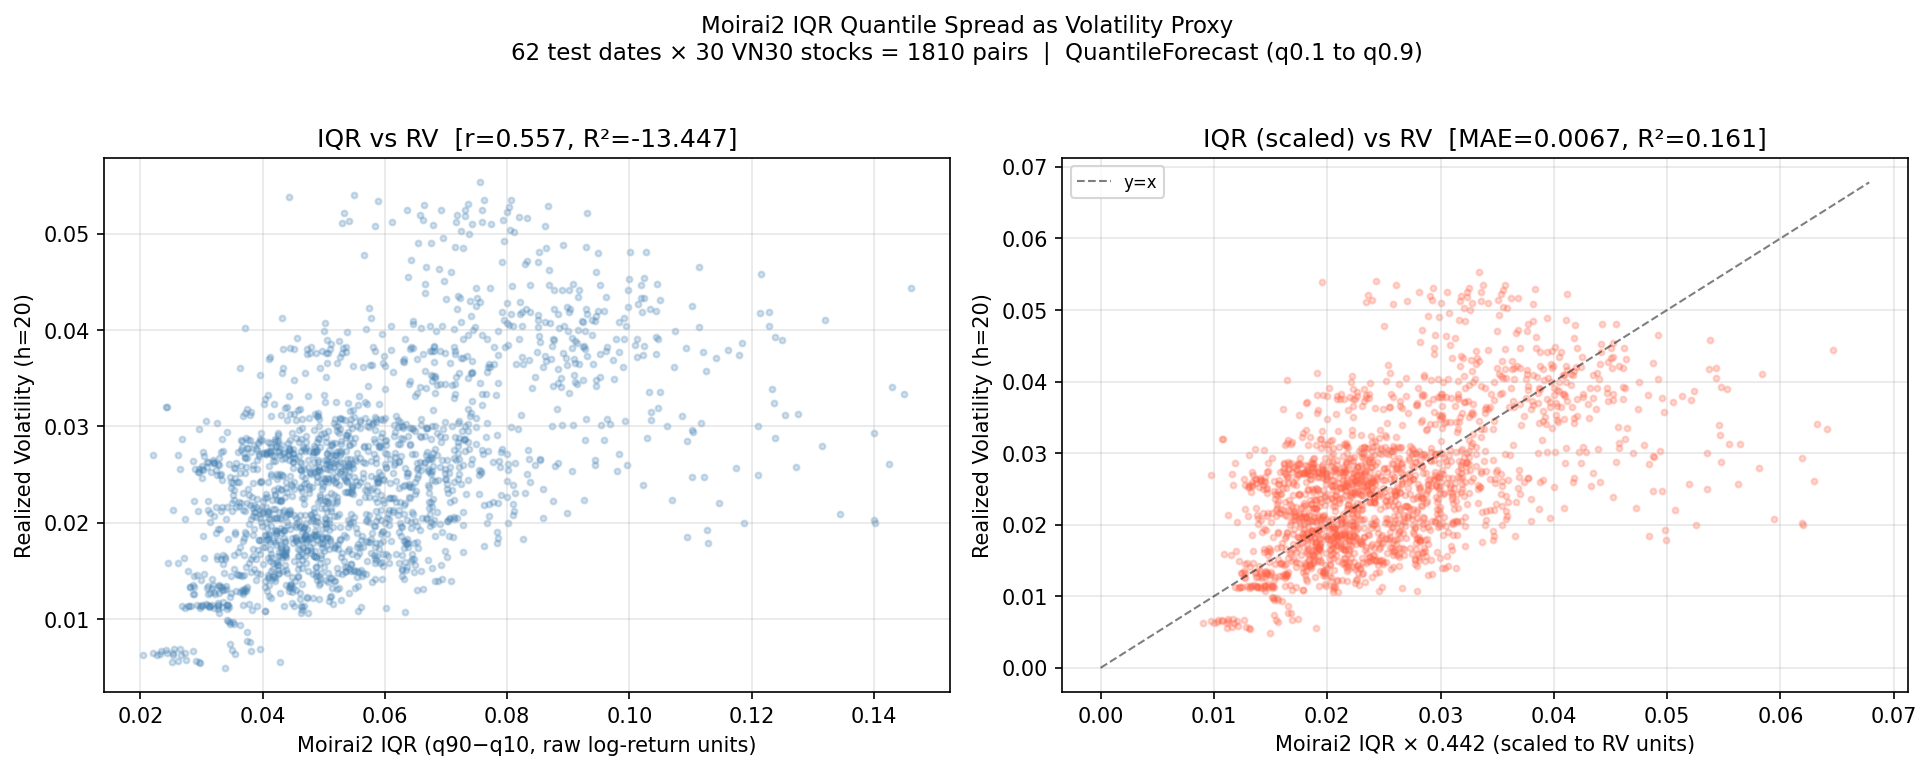 Moirai2 IQR Quantile Spread as Volatility Proxy
62 test dates × 30 VN30 stocks = 1810 pairs | QuantileForecast (q0.1 to q0.9)
IQR vs RV [r=0.557, R²=-13.447]
Realized Volatility (h=20)
0.05
0.04
0.03
0.02
0.01
0.02 0.04 0.06 0.08 0.10 0.12 0.14
Moirai2 IQR (q90−q10, raw log-return units)
IQR (scaled) vs RV [MAE=0.0067, R²=0.161]
y=x
Realized Volatility (h=20)
0.07
0.06
0.05
0.04
0.03
0.02
0.01
0.00
0.00 0.01 0.02 0.03 0.04 0.05 0.06 0.07
Moirai2 IQR × 0.442 (scaled to RV units)